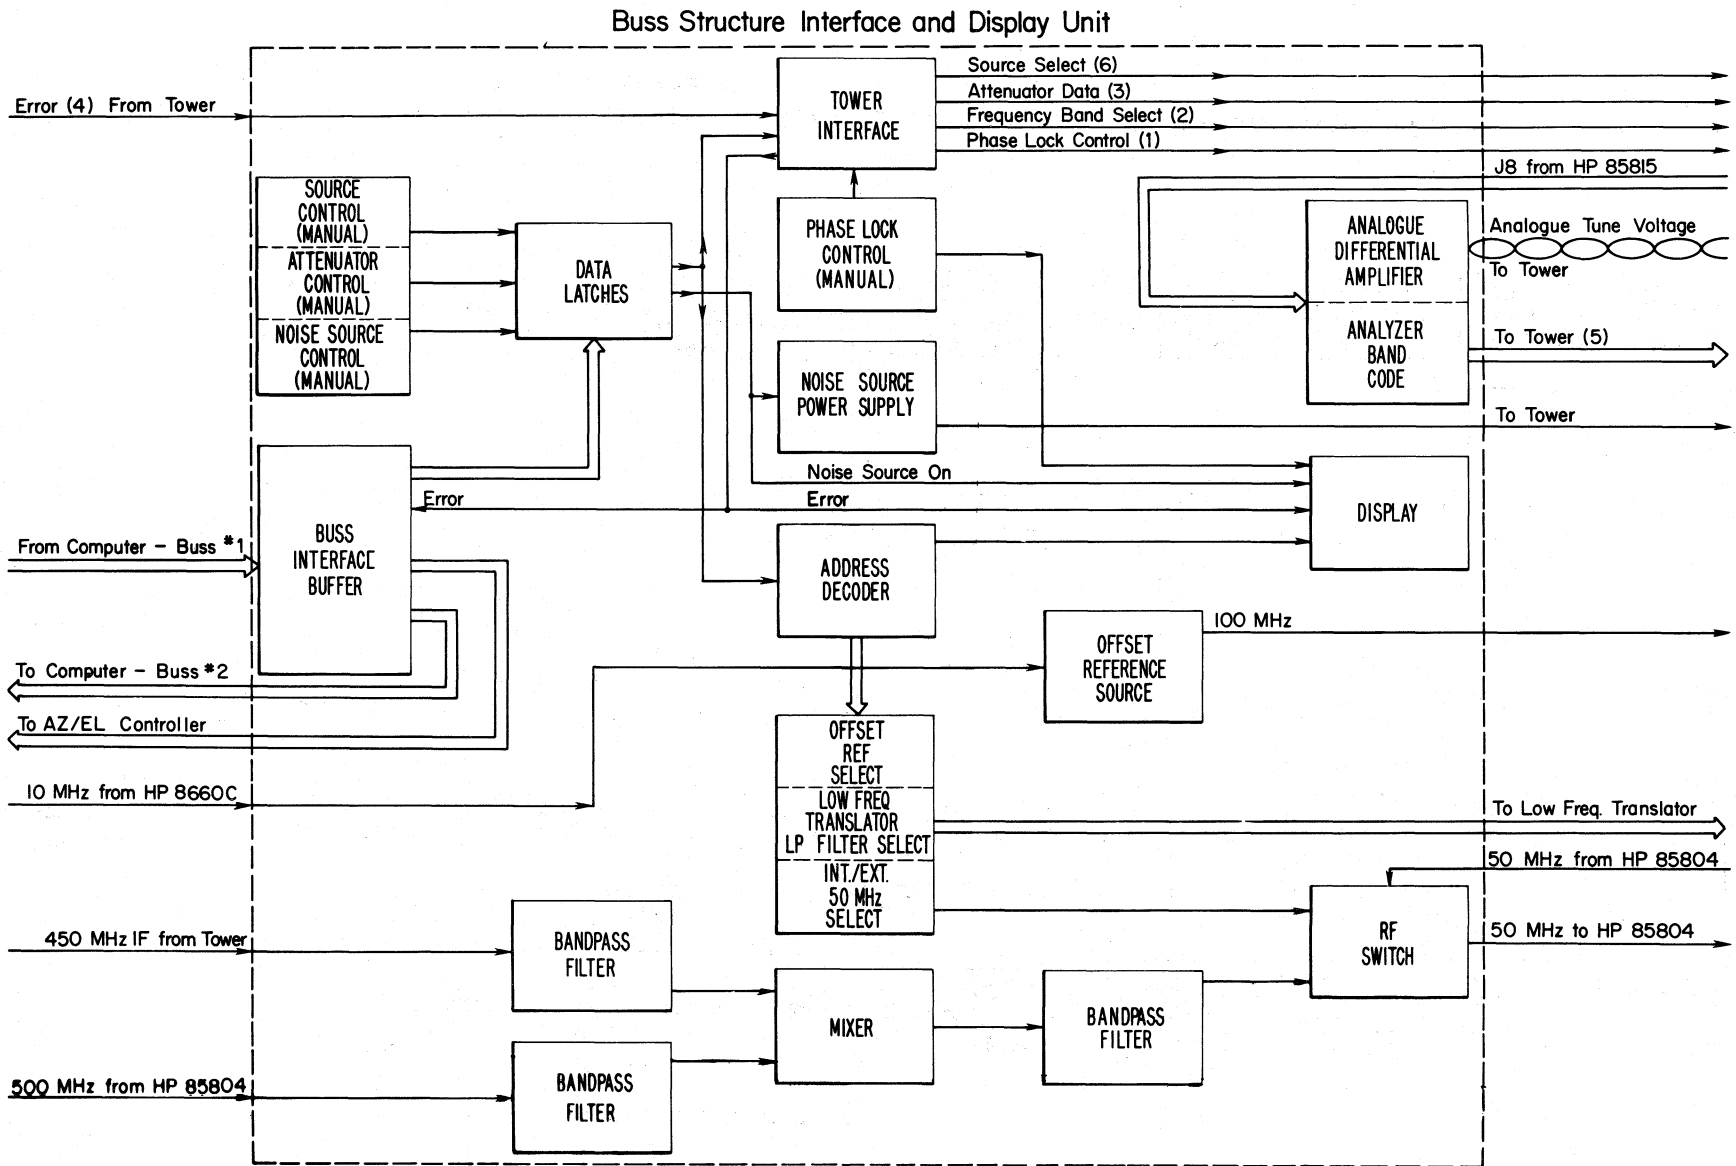 Buss Structure Interface and Display Unit
Error (4) From Tower
TOWER
INTERFACE
Source Select (6)
Attenuator Data (3)
Frequency Band Select (2)
Phase Lock Control (1)
J8 from HP 85815
SOURCE
CONTROL
(MANUAL)
ATTENUATOR
CONTROL
(MANUAL)
NOISE SOURCE
CONTROL
(MANUAL)
DATA
LATCHES
PHASE LOCK
CONTROL
(MANUAL)
ANALOGUE
DIFFERENTIAL
AMPLIFIER
ANALYZER
BAND
CODE
Analogue Tune Voltage
To Tower
To Tower (5)
NOISE SOURCE
POWER SUPPLY
To Tower
Noise Source On
Error
Error
DISPLAY
From Computer – Buss #1
BUSS
INTERFACE
BUFFER
ADDRESS
DECODER
To Computer – Buss #2
To AZ/EL Controller
OFFSET
REFERENCE
SOURCE
100 MHz
10 MHz from HP 8660C
OFFSET
REF
SELECT
LOW FREQ
TRANSLATOR
LP FILTER SELECT
INT./EXT.
50 MHz
SELECT
To Low Freq. Translator
50 MHz from HP 85804
RF
SWITCH
50 MHz to HP 85804
450 MHz IF from Tower
BANDPASS
FILTER
MIXER
BANDPASS
FILTER
500 MHz from HP 85804
BANDPASS
FILTER